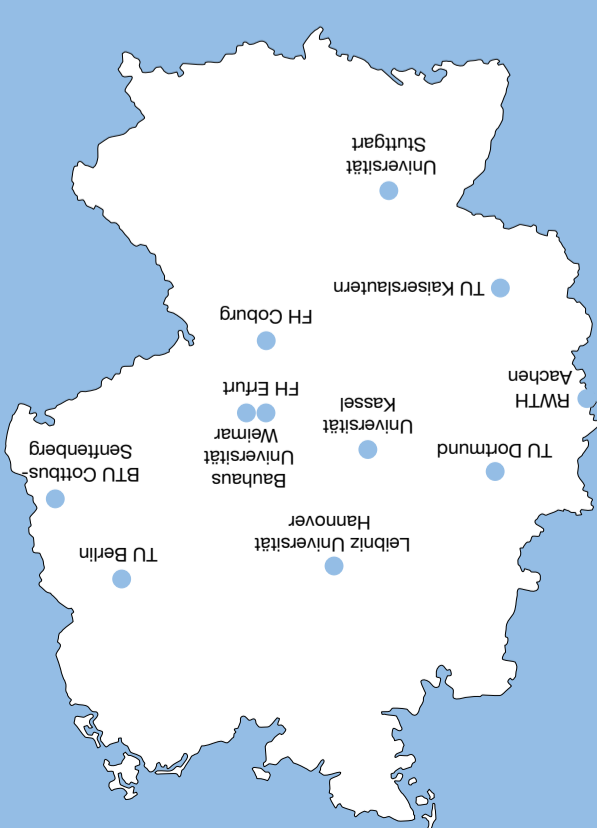 Leibniz Universität
Hannover
TU Berlin
BTU Cottbus-
Senftenberg
TU Dortmund
Universität
Kassel
Bauhaus
Universität
Weimar
FH Erfurt
RWTH
Aachen
FH Coburg
TU Kaiserslautern
Universität
Stuttgart